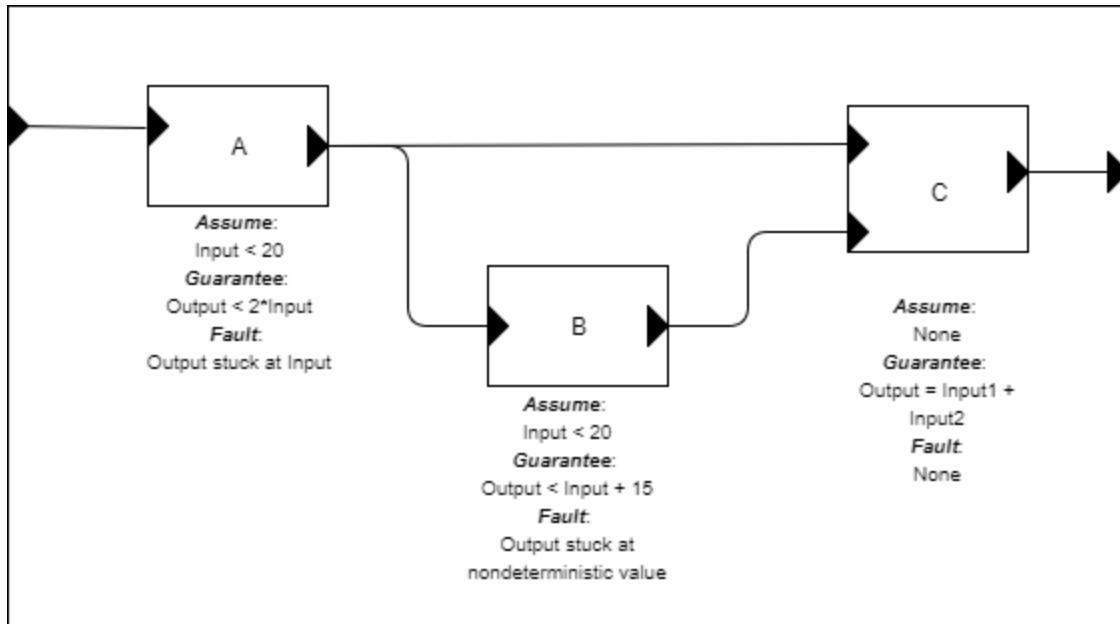 A
Assume:
Input < 20
Guarantee:
Output < 2*Input
Fault:
Output stuck at Input
B
Assume:
Input < 20
Guarantee:
Output < Input + 15
Fault:
Output stuck at
nondeterministic value
C
Assume:
None
Guarantee:
Output = Input1 +
Input2
Fault:
None